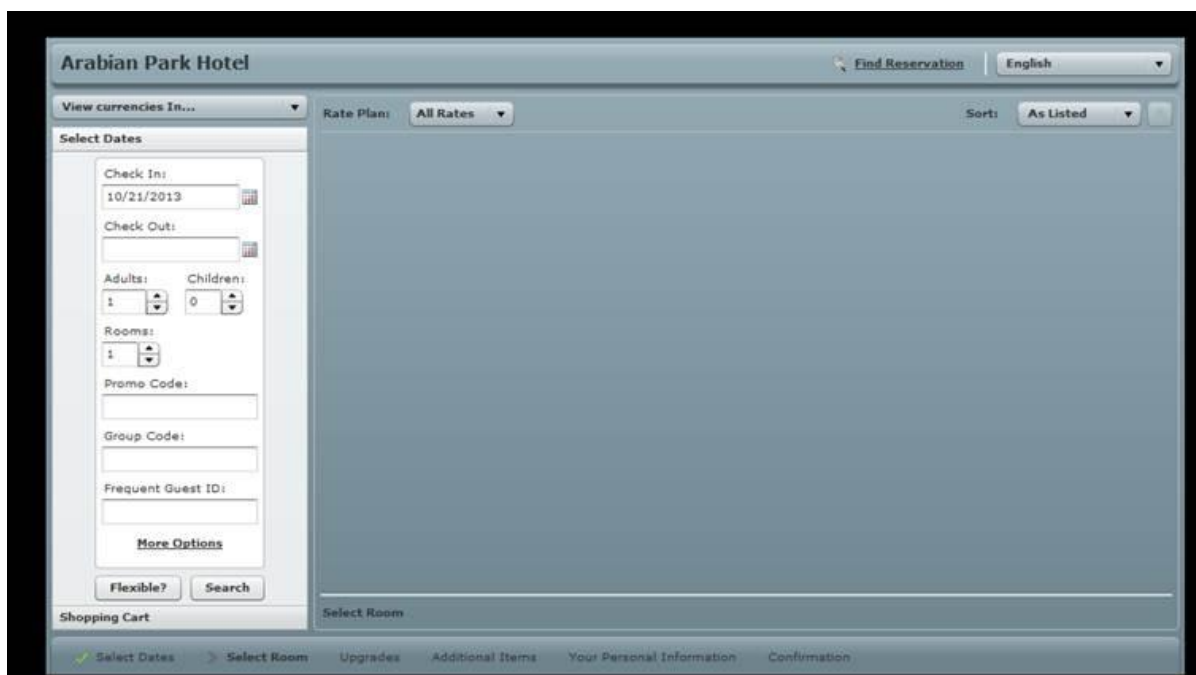 Arabian Park Hotel
Find Reservation
English
View currencies In...
Rate Plan:
All Rates
Sort:
As Listed
Select Dates
Check In:
10/21/2013
Check Out:
Adults: Children:
1 0
Rooms:
1
Promo Code:
Group Code:
Frequent Guest ID:
More Options
Flexible? Search
Shopping Cart
Select Room
Select Dates Select Room Upgrades Additional Items Your Personal Information Confirmation